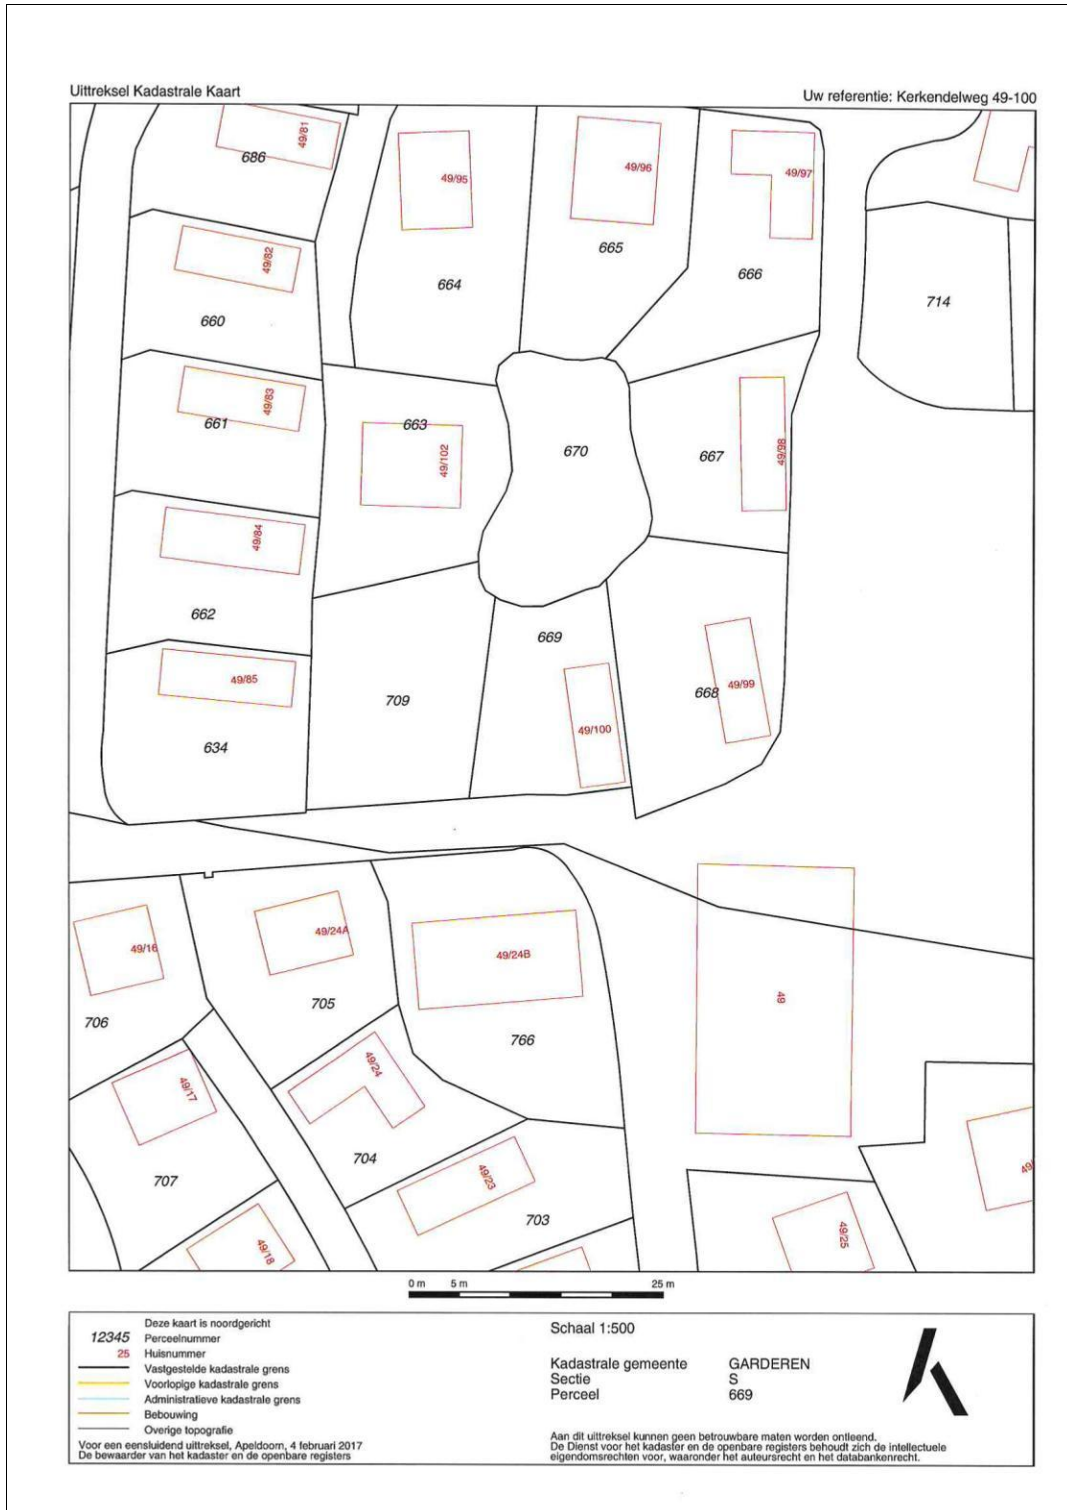 Uittreksel Kadastrale Kaart
Uw referentie: Kerkendelweg 49-100
49/81
686
49/95
49/96
49/97
49/82
665
666
664
714
660
49/83
661
663
49/102
670
667
49/98
49/84
662
669
49/85
709
668
49/99
49/100
634
49/16
49/24A
49/24B
49
706
705
766
49/24
49/17
704
707
49/23
49/
703
49/18
49/25
0 m 5 m 25 m
Deze kaart is noordgericht
12345 Perceelnummer
25 Huisnummer
Vastgestelde kadastrale grens
Voorlopige kadastrale grens
Administratieve kadastrale grens
Bebouwing
Overige topografie
Voor een eensluidend uittreksel, Apeldoorn, 4 februari 2017
De bewaarder van het kadaster en de openbare registers
Schaal 1:500
Kadastrale gemeente GARDEREN
Sectie S
Perceel 669
Aan dit uittreksel kunnen geen betrouwbare maten worden ontleend.
De Dienst voor het kadaster en de openbare registers behoudt zich de intellectuele
eigendomsrechten voor, waaronder het auteursrecht en het databankenrecht.